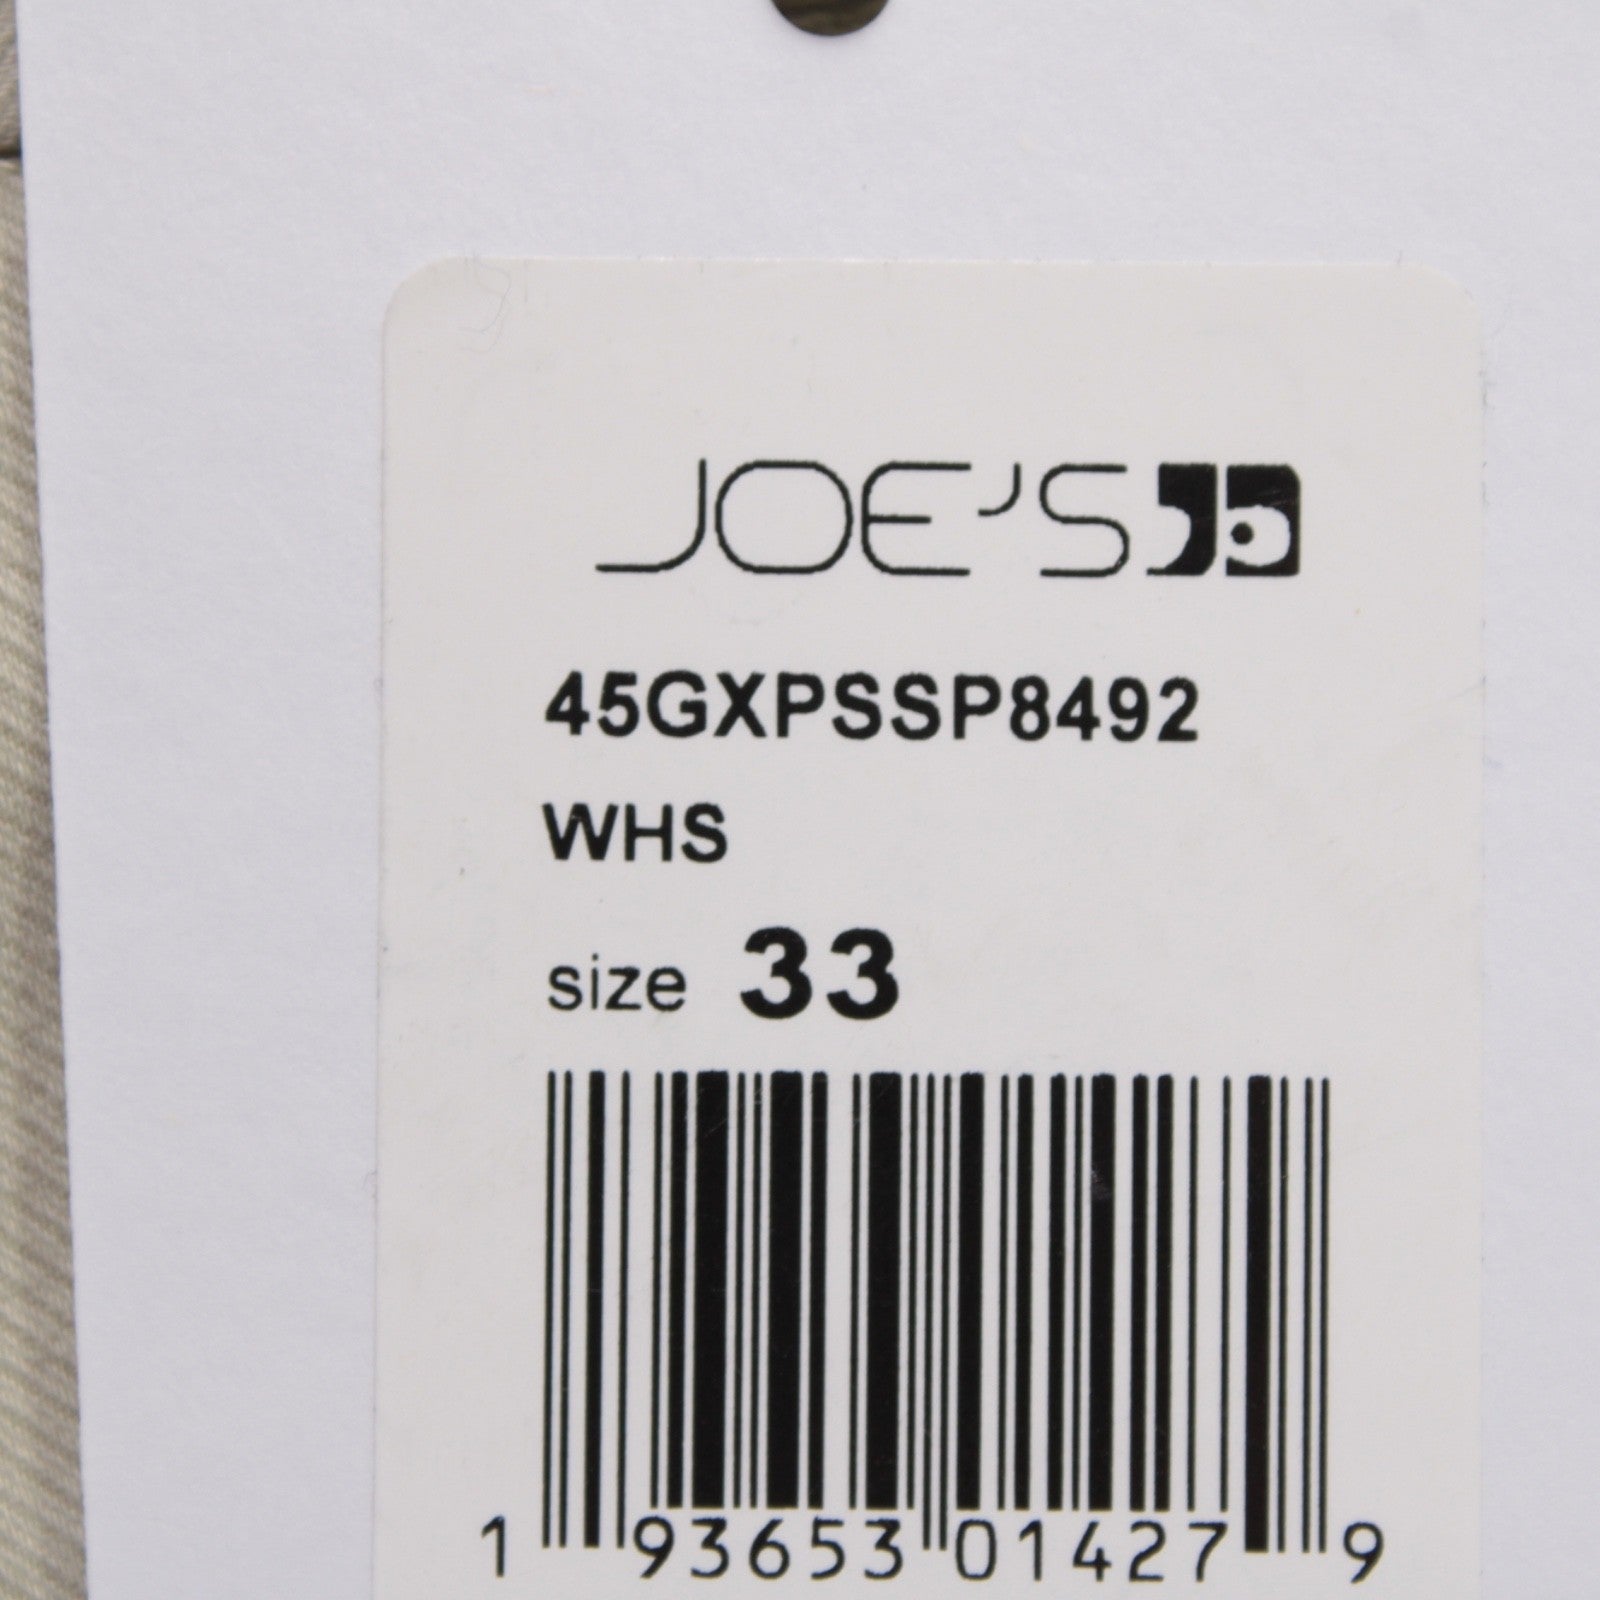 JOE'S
45GXPSSP8492
WHS
size 33
1 93653 01427 9